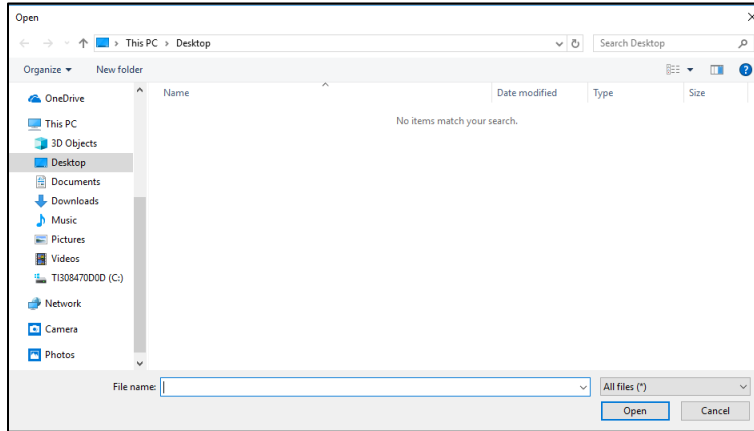 Open
This PC > Desktop
Search Desktop
Organize
New folder
Name
Date modified
Type
Size
No items match your search.
OneDrive
This PC
3D Objects
Desktop
Documents
Downloads
Music
Pictures
Videos
TI308470D0D (C:)
Network
Camera
Photos
File name:
All files (*)
Open
Cancel